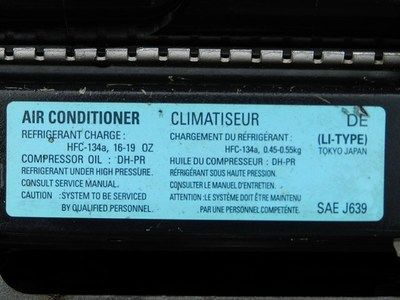 AIR CONDITIONER
REFRIGERANT CHARGE :
HFC-134a, 16-19 OZ
COMPRESSOR OIL : DH-PR
REFRIGERANT UNDER HIGH PRESSURE.
CONSULT SERVICE MANUAL.
CAUTION : SYSTEM TO BE SERVICED
BY QUALIFIED PERSONNEL.
CLIMATISEUR
CHARGEMENT DU RÉFRIGÉRANT :
HFC-134a, 0.45-0.55kg
HUILE DU COMPRESSEUR : DH-PR
RÉFRIGÉRANT SOUS HAUTE PRESSION.
CONSULTER LE MANUEL D'ENTRETIEN.
ATTENTION : LE SYSTÈME DOIT ÊTRE MAINTENU
PAR UNE PERSONNE COMPÉTENTE.
DE
(LI-TYPE)
TOKYO JAPAN
SAE J639